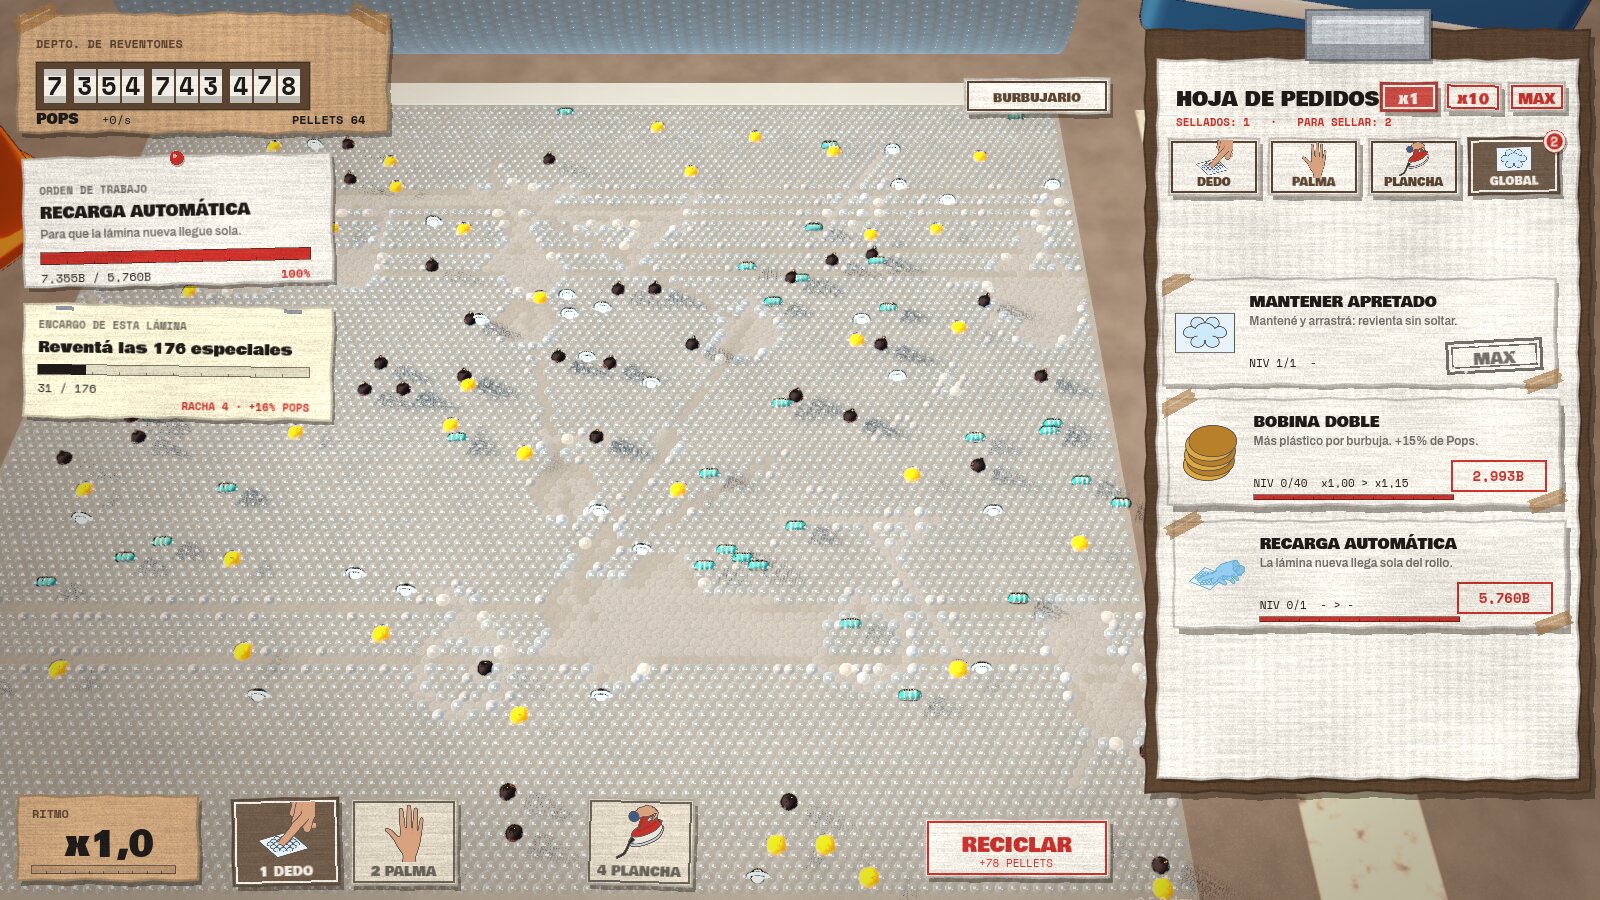 DEPTO. DE REVENTONES
7 354 743 478
POPS +0/s PELLETS 64
ORDEN DE TRABAJO
RECARGA AUTOMÁTICA
Para que la lámina nueva llegue sola.
7.355B / 5.760B 100%
ENCARGO DE ESTA LÁMINA
Reventá las 176 especiales
31 / 176
RACHA 4 · +16% POPS
BURBUJARIO
HOJA DE PEDIDOS x1 x10 MAX
SELLADOS: 1 · PARA SELLAR: 2
DEDO PALMA PLANCHA GLOBAL 2
MANTENER APRETADO
Mantené y arrastrá: revienta sin soltar.
NIV 1/1 - MAX
BOBINA DOBLE
Más plástico por burbuja. +15% de Pops.
NIV 0/40 x1.00 > x1.15 2.993B
RECARGA AUTOMÁTICA
La lámina nueva llega sola del rollo.
NIV 0/1 - > - 5.760B
RITMO
x1,0
1 DEDO 2 PALMA 4 PLANCHA
RECICLAR
+78 PELLETS